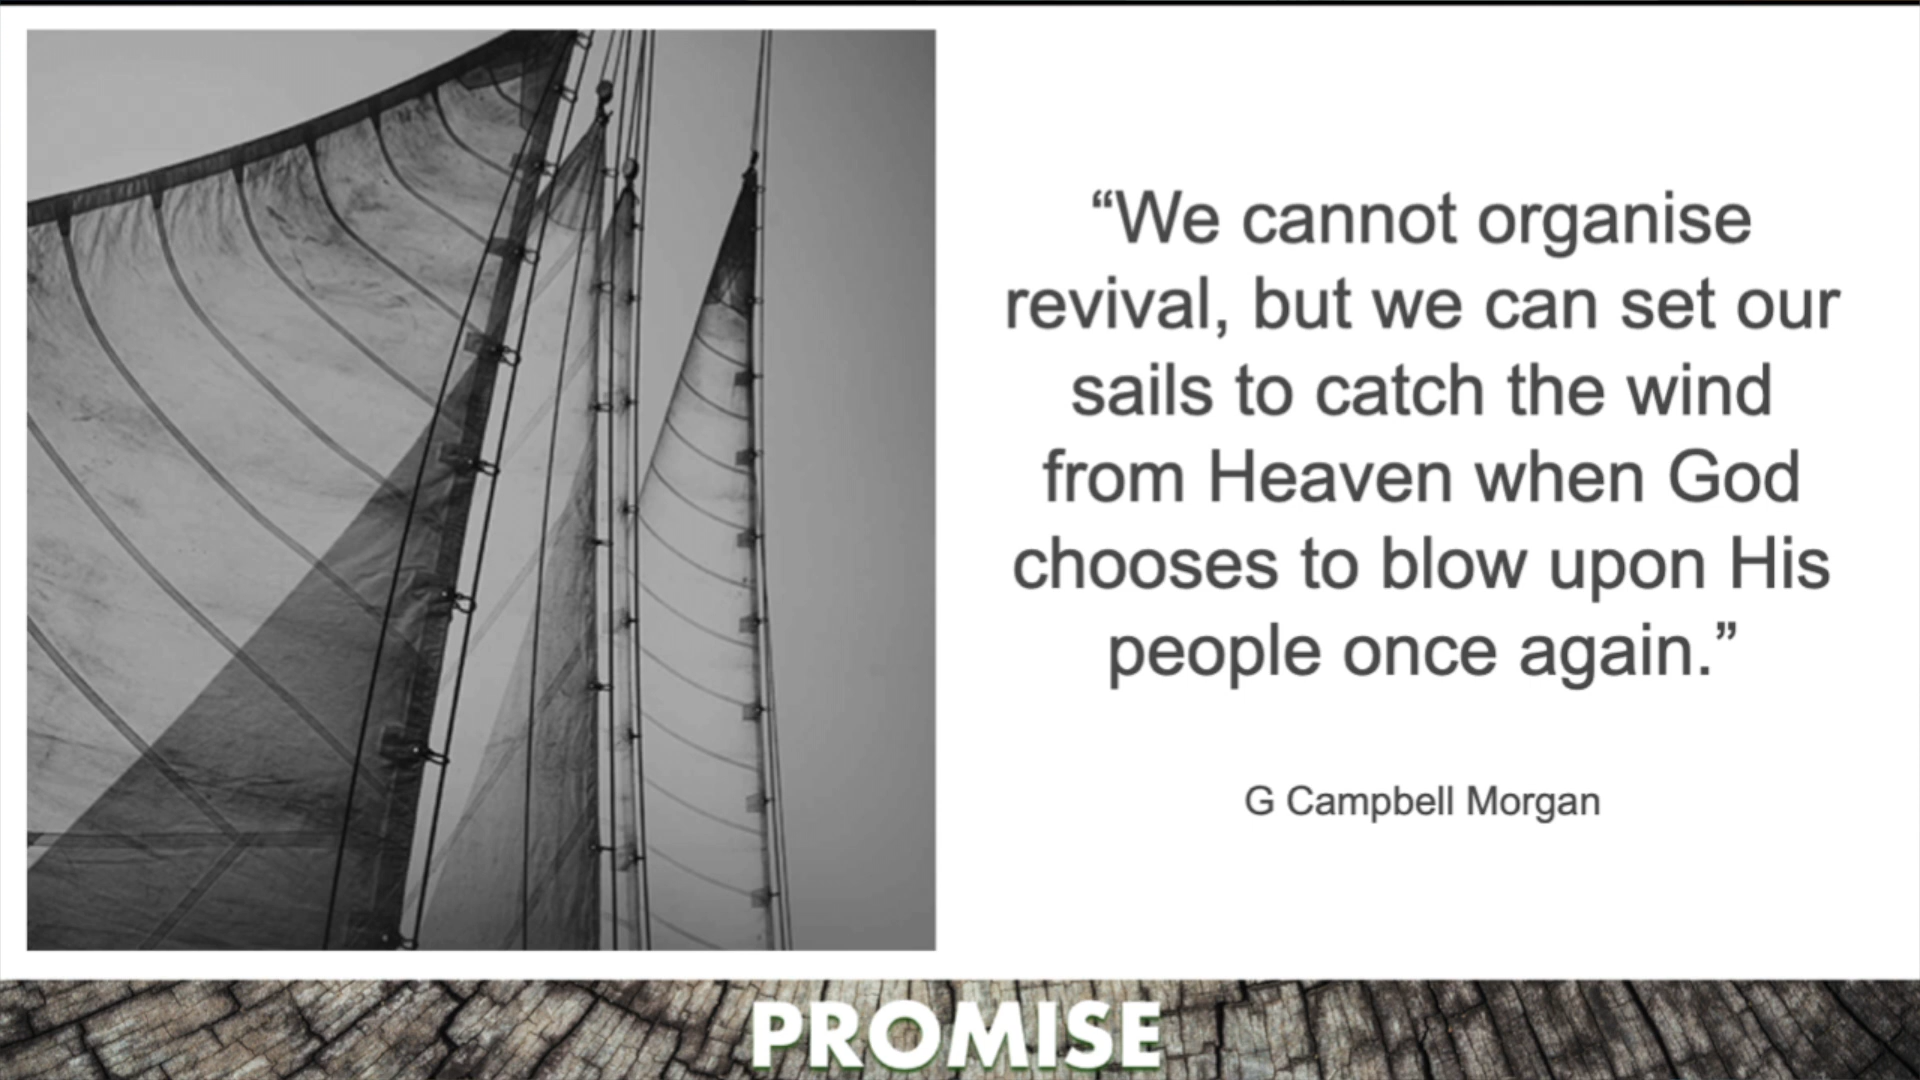 “We cannot organise
revival, but we can set our
sails to catch the wind
from Heaven when God
chooses to blow upon His
people once again.”
G Campbell Morgan
PROMISE